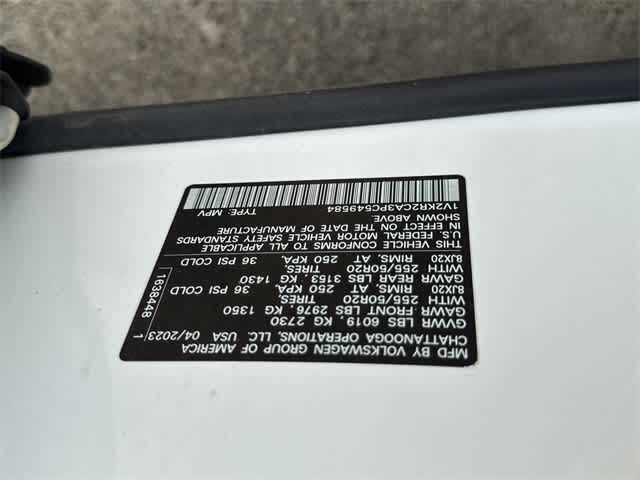 MFD BY VOLKSWAGEN GROUP OF AMERICA
CHATTANOOGA OPERATIONS, LLC. USA 04/2023 1
GVWR LBS 6019, KG 2730
GAWR FRONT LBS 2976, KG 1350
WITH 255/50R20 TIRES,
8JX20 RIMS, AT 250 KPA, 36 PSI COLD
GAWR REAR LBS 3153, KG 1430
WITH 255/50R20 TIRES,
8JX20 RIMS, AT 250 KPA, 36 PSI COLD
1638448
THIS VEHICLE CONFORMS TO ALL APPLICABLE
U.S. FEDERAL MOTOR VEHICLE SAFETY STANDARDS
IN EFFECT ON THE DATE OF MANUFACTURE
SHOWN ABOVE.
1V2KR2CA3PC549584 TYPE: MPV